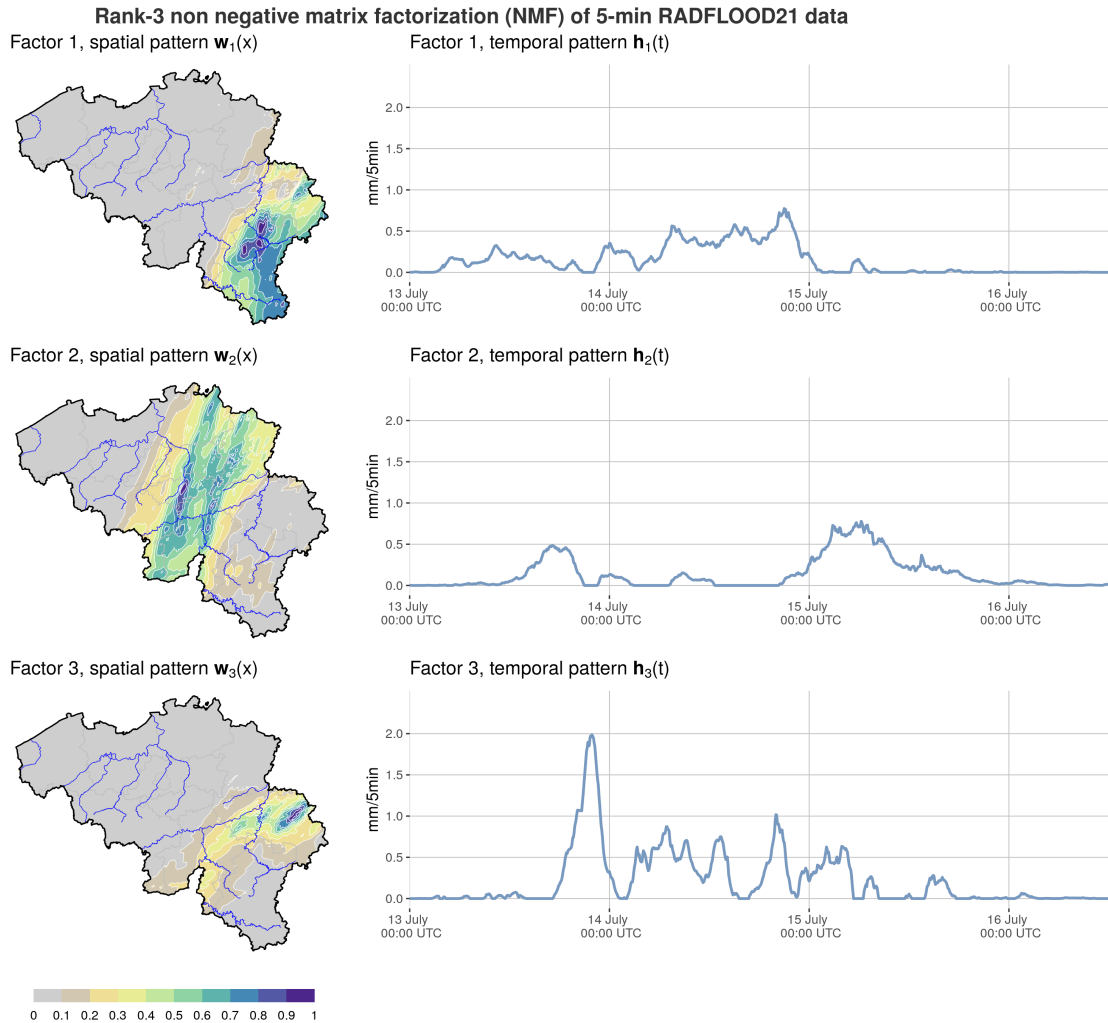 Rank-3 non negative matrix factorization (NMF) of 5-min RADFLOOD21 data
Factor 1, spatial pattern w₁(x)
Factor 1, temporal pattern h₁(t)
2.0
1.5
1.0
0.5
0.0
mm/5min
13 July
00:00 UTC
14 July
00:00 UTC
15 July
00:00 UTC
16 July
00:00 UTC
Factor 2, spatial pattern w₂(x)
Factor 2, temporal pattern h₂(t)
2.0
1.5
1.0
0.5
0.0
mm/5min
13 July
00:00 UTC
14 July
00:00 UTC
15 July
00:00 UTC
16 July
00:00 UTC
Factor 3, spatial pattern w₃(x)
Factor 3, temporal pattern h₃(t)
2.0
1.5
1.0
0.5
0.0
mm/5min
13 July
00:00 UTC
14 July
00:00 UTC
15 July
00:00 UTC
16 July
00:00 UTC
0 0.1 0.2 0.3 0.4 0.5 0.6 0.7 0.8 0.9 1